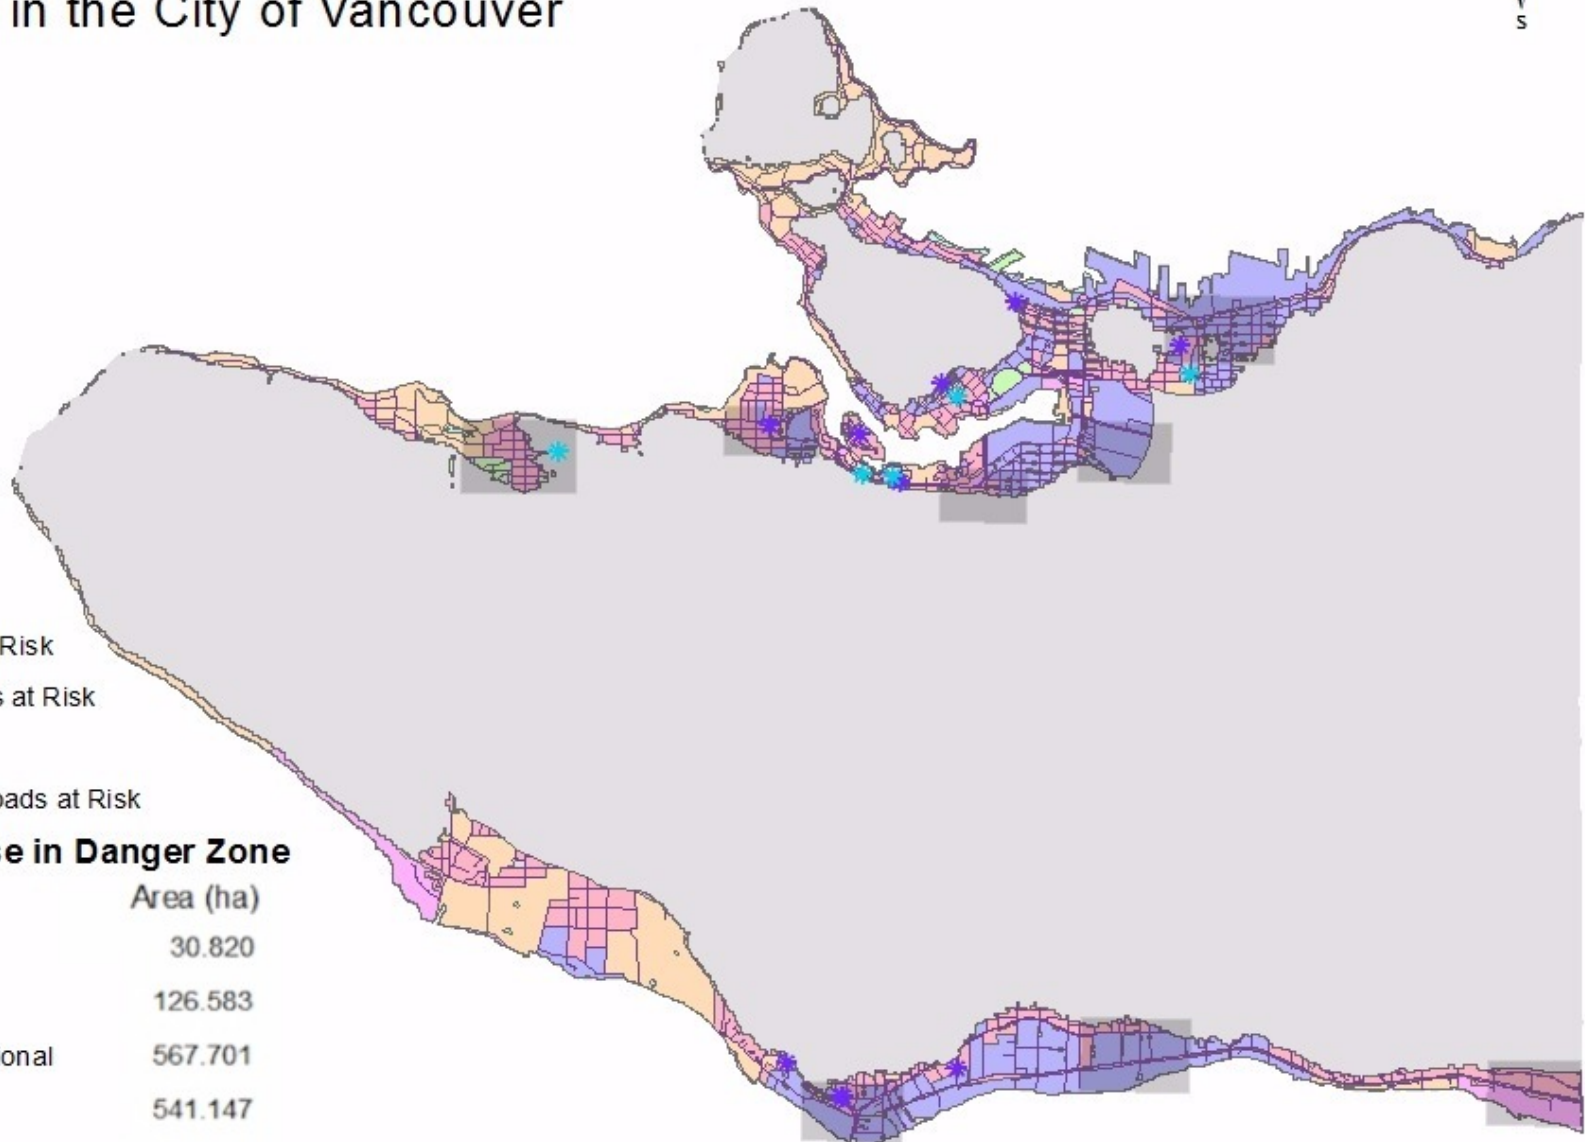 in the City of Vancouver
S
Risk
s at Risk
oads at Risk
se in Danger Zone
Area (ha)
30.820
126.583
onal 567.701
541.147